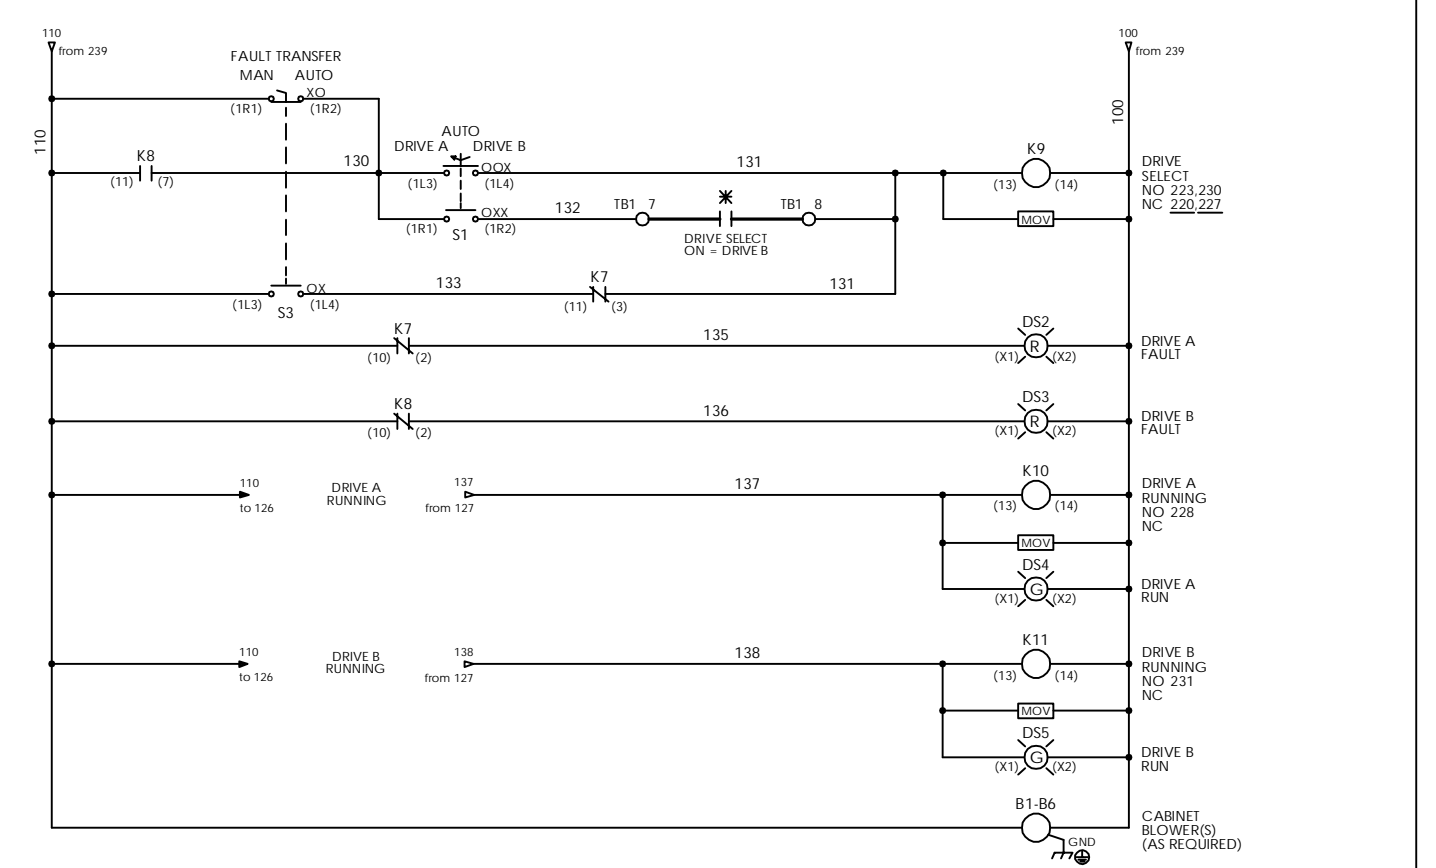 110
from 239
100
from 239
FAULT TRANSFER
MAN AUTO
XO
(1R1) (1R2)
110
100
K8
(11) (7)
130
AUTO
DRIVE A DRIVE B
OOX
(1L3) (1L4)
131
K9
(13) (14)
DRIVE
SELECT
NO 223,230
NC 220,227
OXX
(1R1) (1R2)
S1
132
TB1 7
TB1 8
DRIVE SELECT
ON = DRIVE B
MOV
OX
(1L3) (1L4)
S3
133
K7
(11) (3)
131
K7
(10) (2)
135
DS2
R
(X1) (X2)
DRIVE A
FAULT
K8
(10) (2)
136
DS3
R
(X1) (X2)
DRIVE B
FAULT
110
to 126
DRIVE A
RUNNING
137
from 127
137
K10
(13) (14)
DRIVE A
RUNNING
NO 228
NC
MOV
DS4
G
(X1) (X2)
DRIVE A
RUN
110
to 126
DRIVE B
RUNNING
138
from 127
138
K11
(13) (14)
DRIVE B
RUNNING
NO 231
NC
MOV
DS5
G
(X1) (X2)
DRIVE B
RUN
B1-B6
GND
CABINET
BLOWER(S)
(AS REQUIRED)